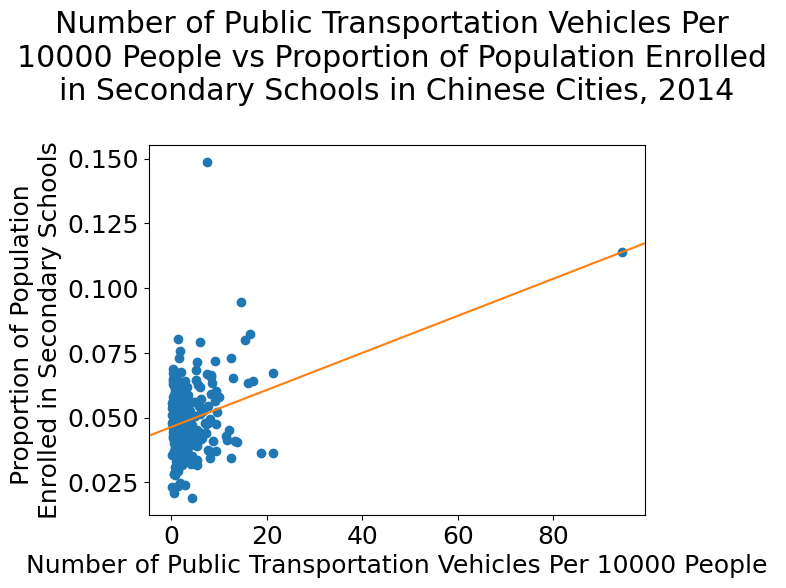 Number of Public Transportation Vehicles Per
10000 People vs Proportion of Population Enrolled
in Secondary Schools in Chinese Cities, 2014
Proportion of Population
Enrolled in Secondary Schools
0.150
0.125
0.100
0.075
0.050
0.025
0 20 40 60 80
Number of Public Transportation Vehicles Per 10000 People